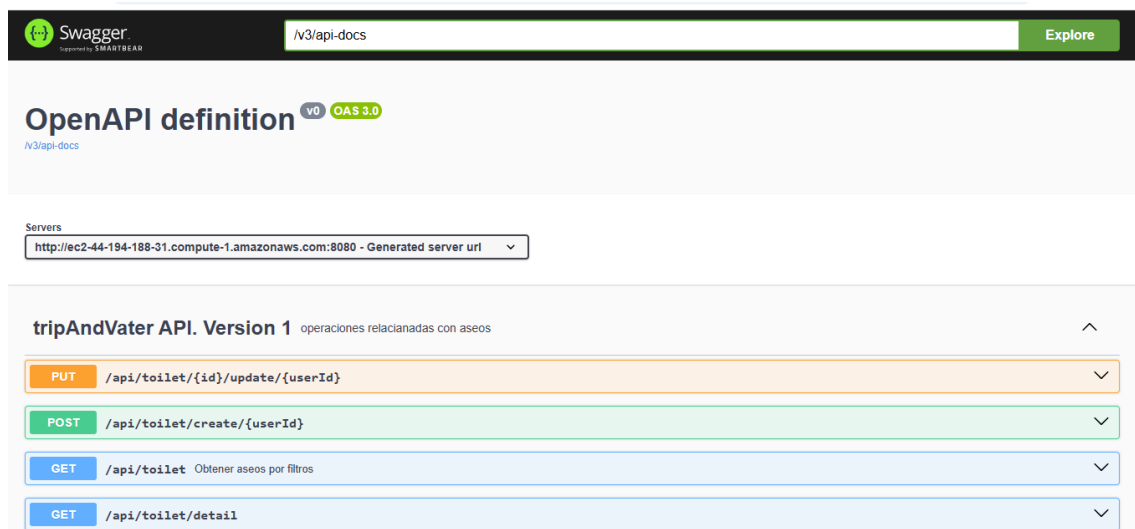 {··} Swagger.
Supported by SMARTBEAR
/v3/api-docs
Explore
OpenAPI definition v0 OAS 3.0
/v3/api-docs
Servers
http://ec2-44-194-188-31.compute-1.amazonaws.com:8080 - Generated server url
tripAndVater API. Version 1 operaciones relacianadas con aseos
PUT /api/toilet/{id}/update/{userId}
POST /api/toilet/create/{userId}
GET /api/toilet Obtener aseos por filtros
GET /api/toilet/detail